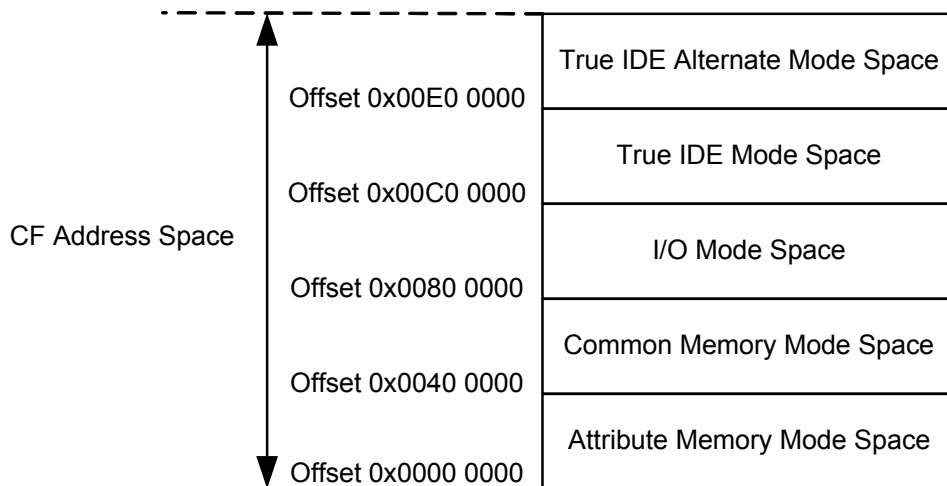 True IDE Alternate Mode Space
Offset 0x00E0 0000
True IDE Mode Space
Offset 0x00C0 0000
CF Address Space
I/O Mode Space
Offset 0x0080 0000
Common Memory Mode Space
Offset 0x0040 0000
Attribute Memory Mode Space
Offset 0x0000 0000